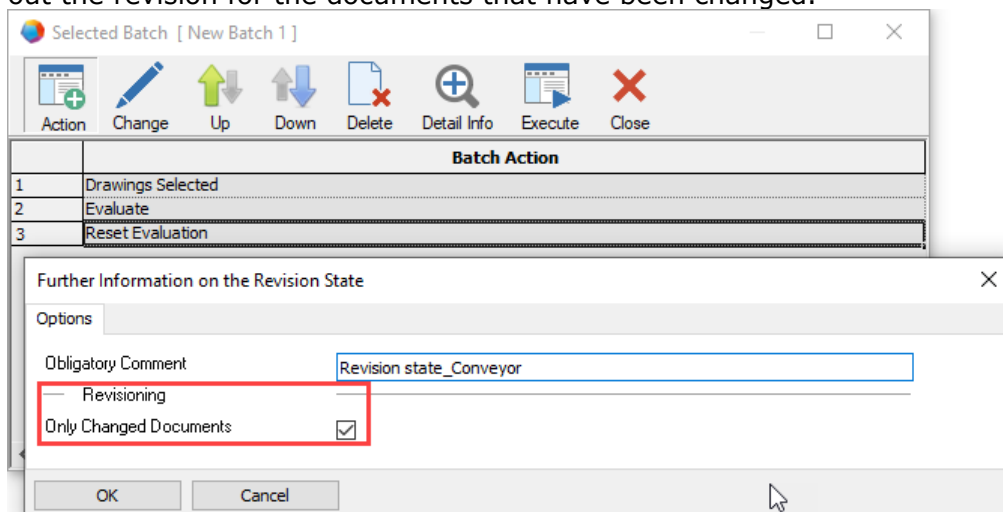 out the revision for the documents that have been changed.
Selected Batch [ New Batch 1 ]
Action Change Up Down Delete Detail Info Execute Close
Batch Action
1 Drawings Selected
2 Evaluate
3 Reset Evaluation
Further Information on the Revision State
Options
Obligatory Comment Revision state_Conveyor
Revisioning
Only Changed Documents
OK Cancel